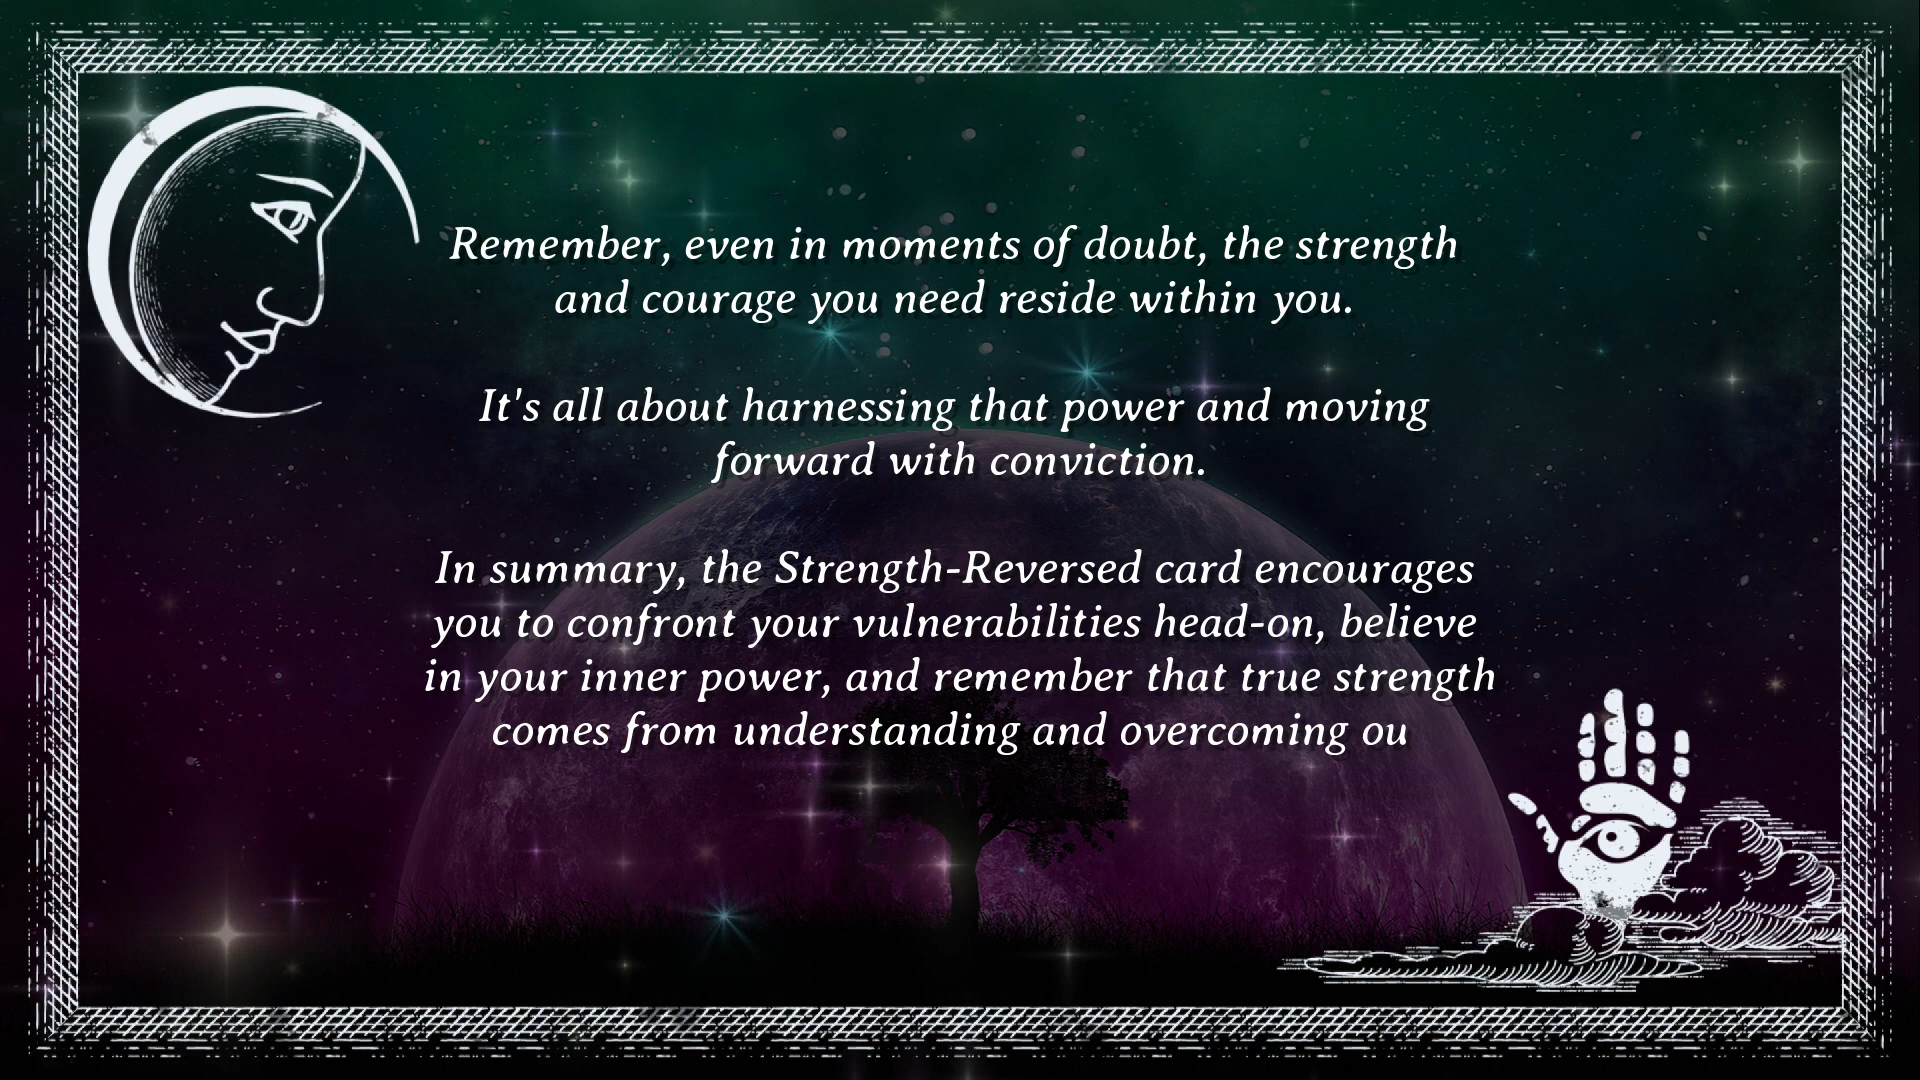 Remember, even in moments of doubt, the strength
and courage you need reside within you.
It's all about harnessing that power and moving
forward with conviction.
In summary, the Strength-Reversed card encourages
you to confront your vulnerabilities head-on, believe
in your inner power, and remember that true strength
comes from understanding and overcoming ou